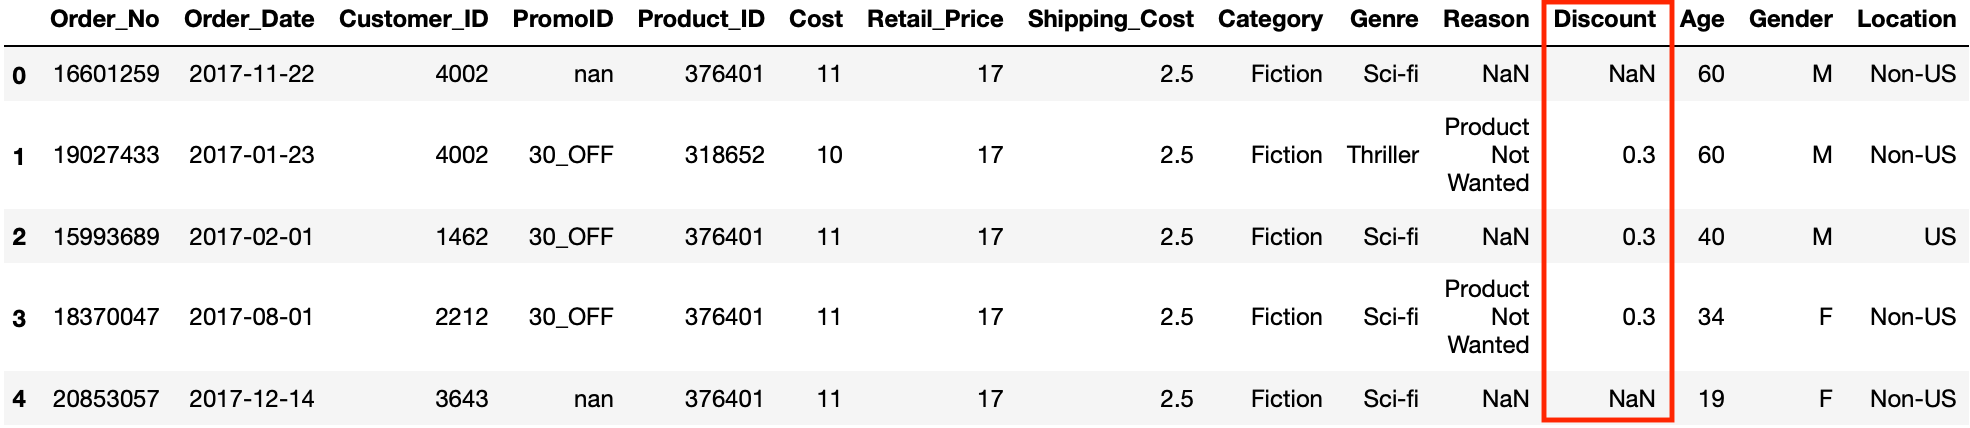 Order_No Order_Date Customer_ID PromoID Product_ID Cost Retail_Price Shipping_Cost Category Genre Reason Discount Age Gender Location
0 16601259 2017-11-22 4002 nan 376401 11 17 2.5 Fiction Sci-fi NaN NaN 60 M Non-US
1 19027433 2017-01-23 4002 30_OFF 318652 10 17 2.5 Fiction Thriller Product Not Wanted 0.3 60 M Non-US
2 15993689 2017-02-01 1462 30_OFF 376401 11 17 2.5 Fiction Sci-fi NaN 0.3 40 M US
3 18370047 2017-08-01 2212 30_OFF 376401 11 17 2.5 Fiction Sci-fi Product Not Wanted 0.3 34 F Non-US
4 20853057 2017-12-14 3643 nan 376401 11 17 2.5 Fiction Sci-fi NaN NaN 19 F Non-US